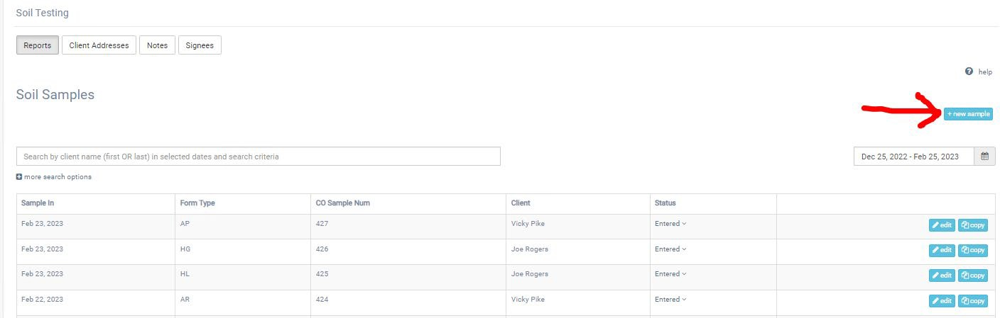 Soil Testing
Reports Client Addresses Notes Signees
help
Soil Samples
+ new sample
Search by client name (first OR last) in selected dates and search criteria Dec 25, 2022 - Feb 25, 2023
more search options
Sample In Form Type CO Sample Num Client Status
Feb 23, 2023 AP 427 Vicky Pike Entered edit copy
Feb 23, 2023 HG 426 Joe Rogers Entered edit copy
Feb 23, 2023 HL 425 Joe Rogers Entered edit copy
Feb 22, 2023 AR 424 Vicky Pike Entered edit copy